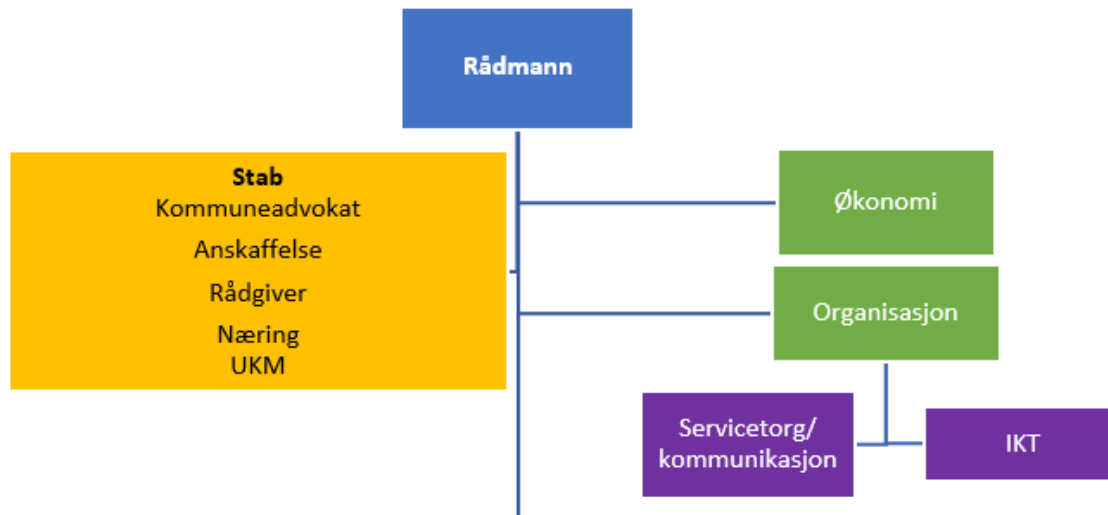 Rådmann
Stab
Kommuneadvokat
Anskaffelse
Rådgiver
Næring
UKM
Økonomi
Organisasjon
Servicetorg/
kommunikasjon
IKT